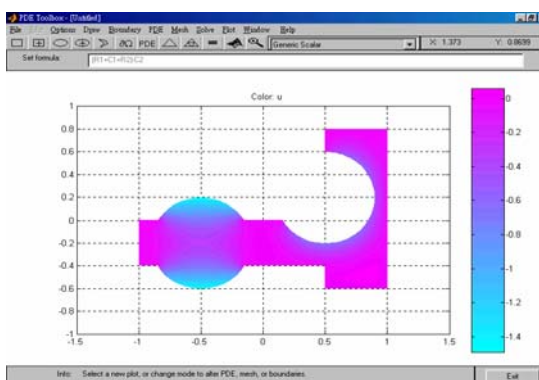 PDE Toolbox - [Untitled]
File Edit Options Draw Boundary PDE Mesh Solve Plot Window Help
PDE Generic Scalar X: 1.373 Y: 0.8699
Set formula: (R1+C1+R2)-C2
Color: u
1
0.8
0.6
0.4
0.2
0
-0.2
-0.4
-0.6
-0.8
-1
-1.5 -1 -0.5 0 0.5 1 1.5
0
-0.2
-0.4
-0.6
-0.8
-1
-1.2
-1.4
Info: Select a new plot, or change mode to alter PDE, mesh, or boundaries.
Exit